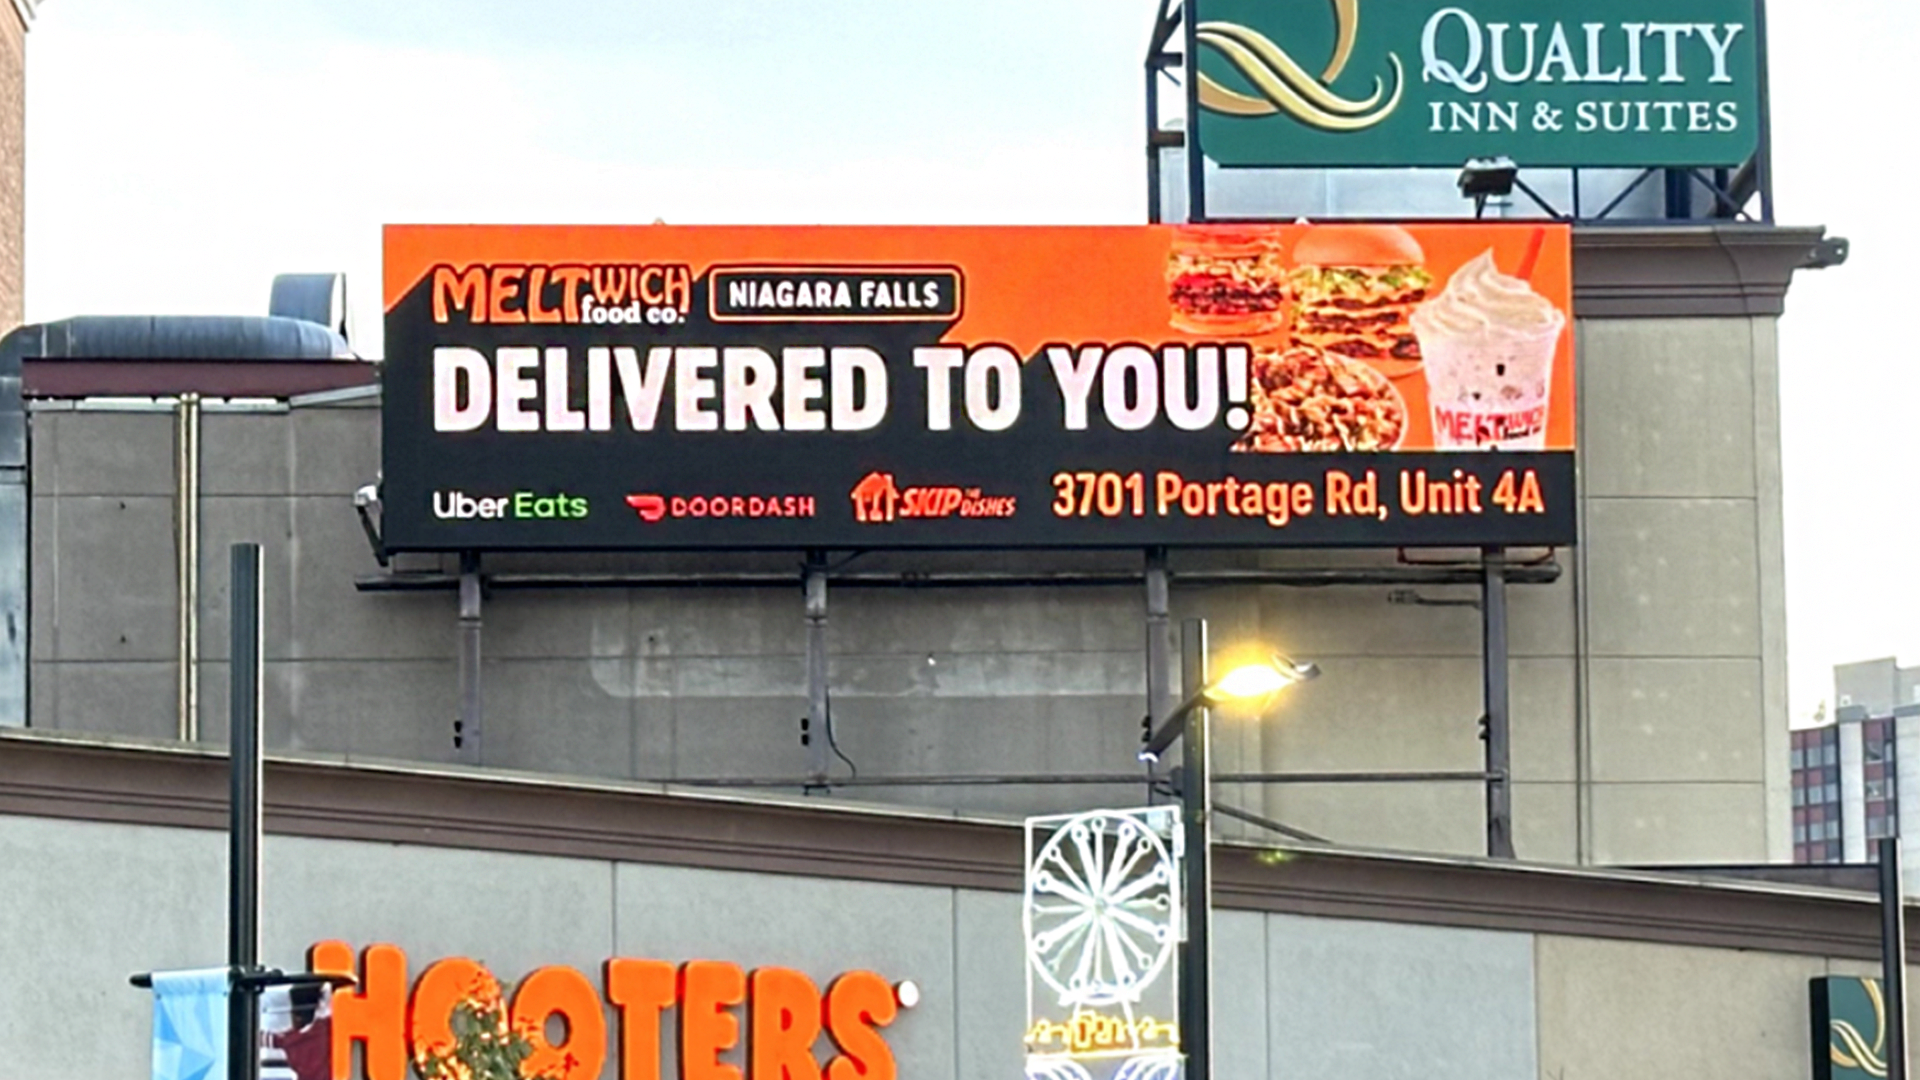 QUALITY
INN & SUITES
MELTWICH
food co.
NIAGARA FALLS
DELIVERED TO YOU!
MELTWICH
Uber Eats
DOORDASH
SKIP THE DISHES
3701 Portage Rd, Unit 4A
HOOTERS